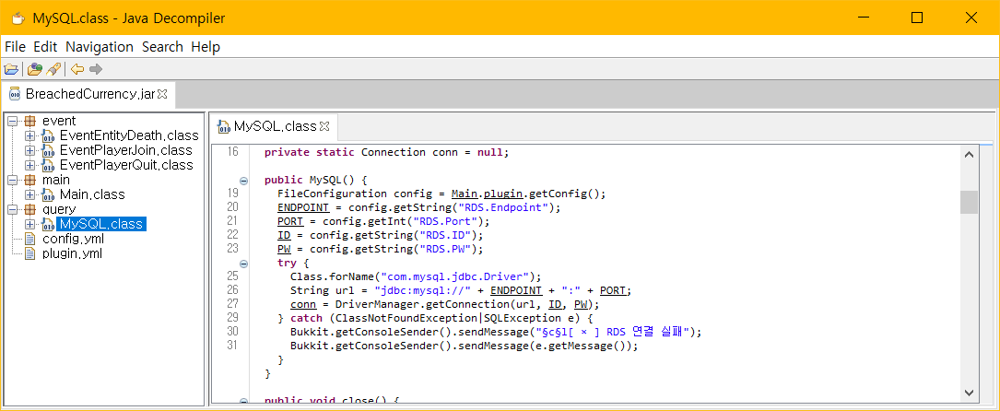 MySQL.class - Java Decompiler
File Edit Navigation Search Help
BreachedCurrency.jar
event
EventEntityDeath.class
EventPlayerJoin.class
EventPlayerQuit.class
main
Main.class
query
MySQL.class
config.yml
plugin.yml
MySQL.class
16 private static Connection conn = null;
public MySQL() {
19 FileConfiguration config = Main.plugin.getConfig();
20 ENDPOINT = config.getString("RDS.Endpoint");
21 PORT = config.getInt("RDS.Port");
22 ID = config.getString("RDS.ID");
23 PW = config.getString("RDS.PW");
try {
25 Class.forName("com.mysql.jdbc.Driver");
26 String url = "jdbc:mysql://" + ENDPOINT + ":" + PORT;
27 conn = DriverManager.getConnection(url, ID, PW);
29 } catch (ClassNotFoundException|SQLException e) {
30 Bukkit.getConsoleSender().sendMessage("§c§l[ × ] RDS 연결 실패");
31 Bukkit.getConsoleSender().sendMessage(e.getMessage());
}
}
public void close() {